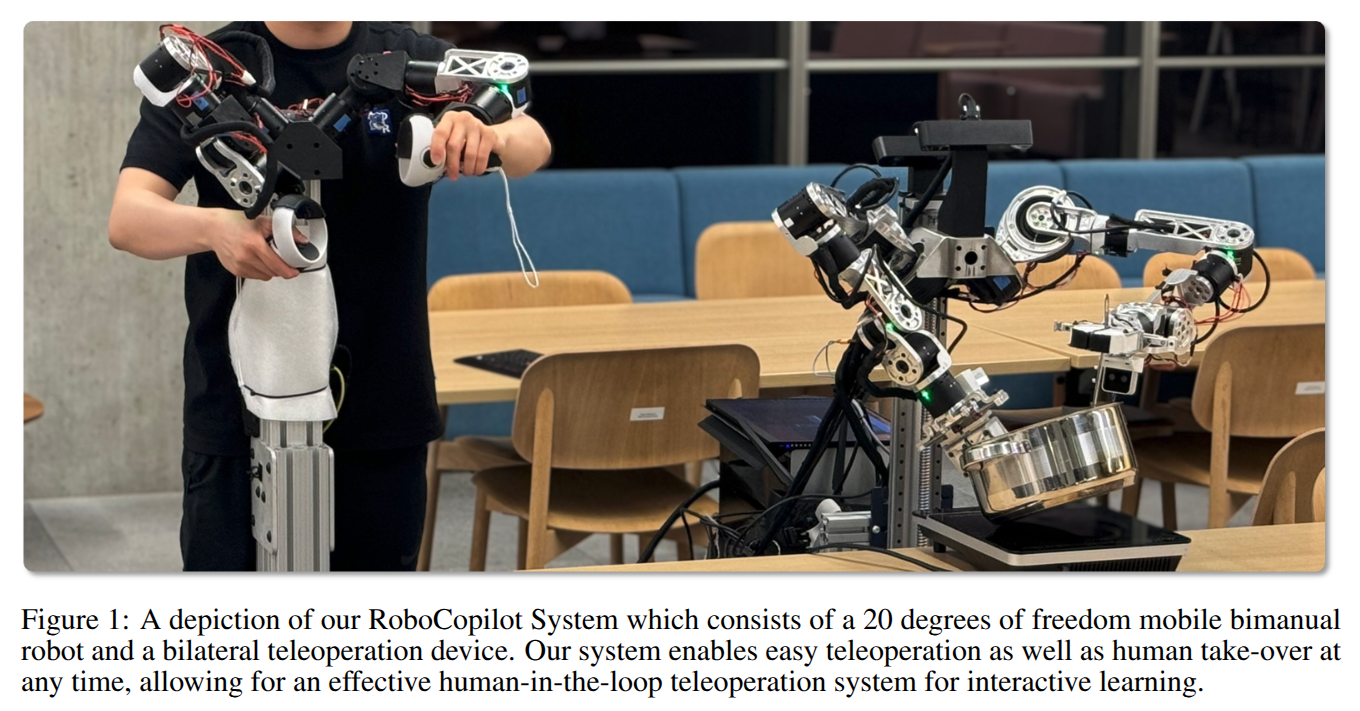 Figure 1: A depiction of our RoboCopilot System which consists of a 20 degrees of freedom mobile bimanual
robot and a bilateral teleoperation device. Our system enables easy teleoperation as well as human take-over at
any time, allowing for an effective human-in-the-loop teleoperation system for interactive learning.